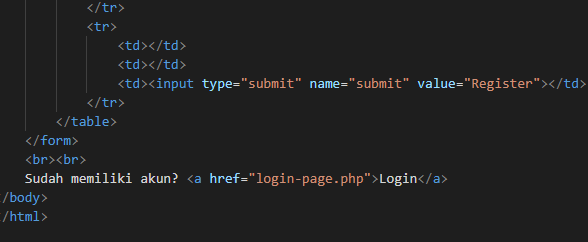 </tr>
<tr>
<td></td>
<td></td>
<td><input type="submit" name="submit" value="Register"></td>
</tr>
</table>
</form>
<br><br>
Sudah memiliki akun? <a href="login-page.php">Login</a>
/body>
/html>